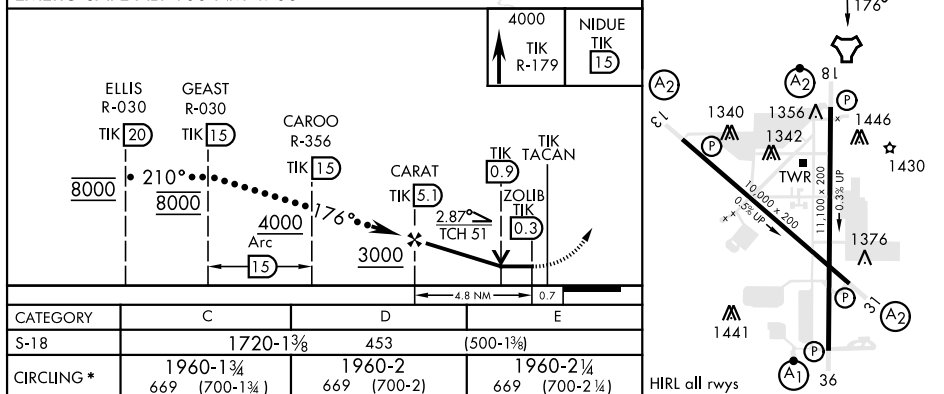 4000
TIK
R-179
NIDUE
TIK
15
ELLIS
R-030
TIK 20
GEAST
R-030
TIK 15
CAROO
R-356
TIK 15
CARAT
TIK 5.1
TIK
0.9
TIK
TACAN
ZOLIB
TIK
0.3
8000
210°
8000
4000
176°
3000
2.87°
TCH 51
Arc
15
4.8 NM
0.7
CATEGORY C D E
S-18 1720-1⅜ 453 (500-1⅜)
CIRCLING * 1960-1¾ 1960-2 1960-2¼
669 (700-1¾) 669 (700-2) 669 (700-2¼)
176°
A2
A2
18
13
P
P
1340
1356
1342
1446
1430
TWR
10,000 x 200
0.5% UP
11,100 x 200
0.3% UP
1376
1441
P
31
A2
P
A1
36
HIRL all rwys